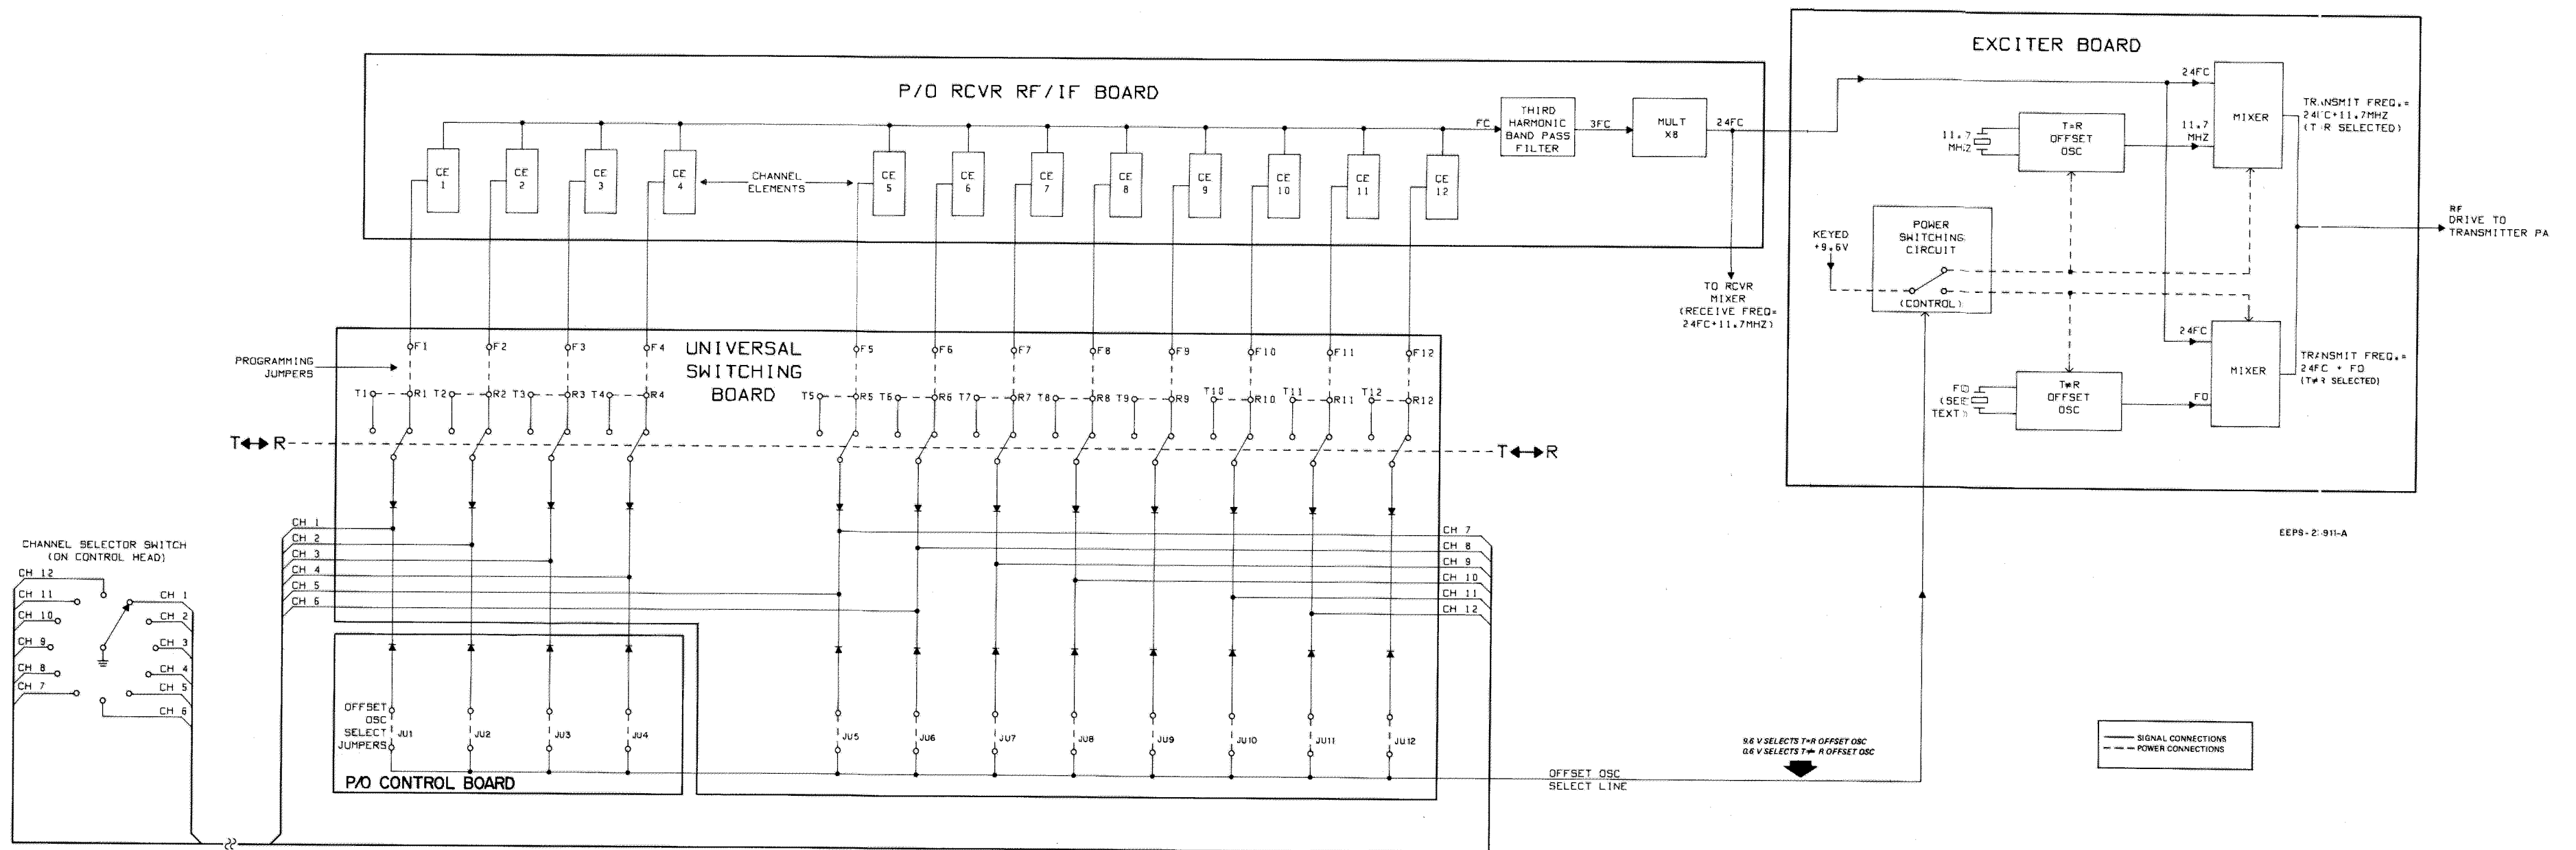 EXCITER BOARD
P/O RCVR RF/IF BOARD
CE 1
CE 2
CE 3
CE 4
CHANNEL
ELEMENTS
CE 5
CE 6
CE 7
CE 8
CE 9
CE 10
CE 11
CE 12
FC
THIRD
HARMONIC
BAND PASS
FILTER
3FC
MULT
X8
24FC
TO RCVR
MIXER
(RECEIVE FREQ=
24FC+11.7MHZ)
24FC
MIXER
11.7
MHZ
11.7
MHZ
T=R
OFFSET
OSC
TRANSMIT FREQ.=
24FC+11.7MHZ
(T=R SELECTED)
KEYED
+9.6V
POWER
SWITCHING
CIRCUIT
(CONTROL)
RF
DRIVE TO
TRANSMITTER PA
24FC
MIXER
FO
(SEE
TEXT)
T≠R
OFFSET
OSC
FO
TRANSMIT FREQ.=
24FC + FO
(T≠R SELECTED)
EEPS-2 911-A
PROGRAMMING
JUMPERS
UNIVERSAL
SWITCHING
BOARD
F1 F2 F3 F4 F5 F6 F7 F8 F9 F10 F11 F12
T1 R1 T2 R2 T3 R3 T4 R4 T5 R5 T6 R6 T7 R7 T8 R8 T9 R9 T10 R10 T11 R11 T12 R12
T↔R
T↔R
CH 1
CH 2
CH 3
CH 4
CH 5
CH 6
CH 7
CH 8
CH 9
CH 10
CH 11
CH 12
CHANNEL SELECTOR SWITCH
(ON CONTROL HEAD)
CH 12
CH 11
CH 10
CH 9
CH 8
CH 7
CH 1
CH 2
CH 3
CH 4
CH 5
CH 6
OFFSET
OSC
SELECT
JUMPERS
JU1 JU2 JU3 JU4 JU5 JU6 JU7 JU8 JU9 JU10 JU11 JU12
P/O CONTROL BOARD
OFFSET OSC
SELECT LINE
9.6 V SELECTS T=R OFFSET OSC
0.6 V SELECTS T≠R OFFSET OSC
SIGNAL CONNECTIONS
POWER CONNECTIONS